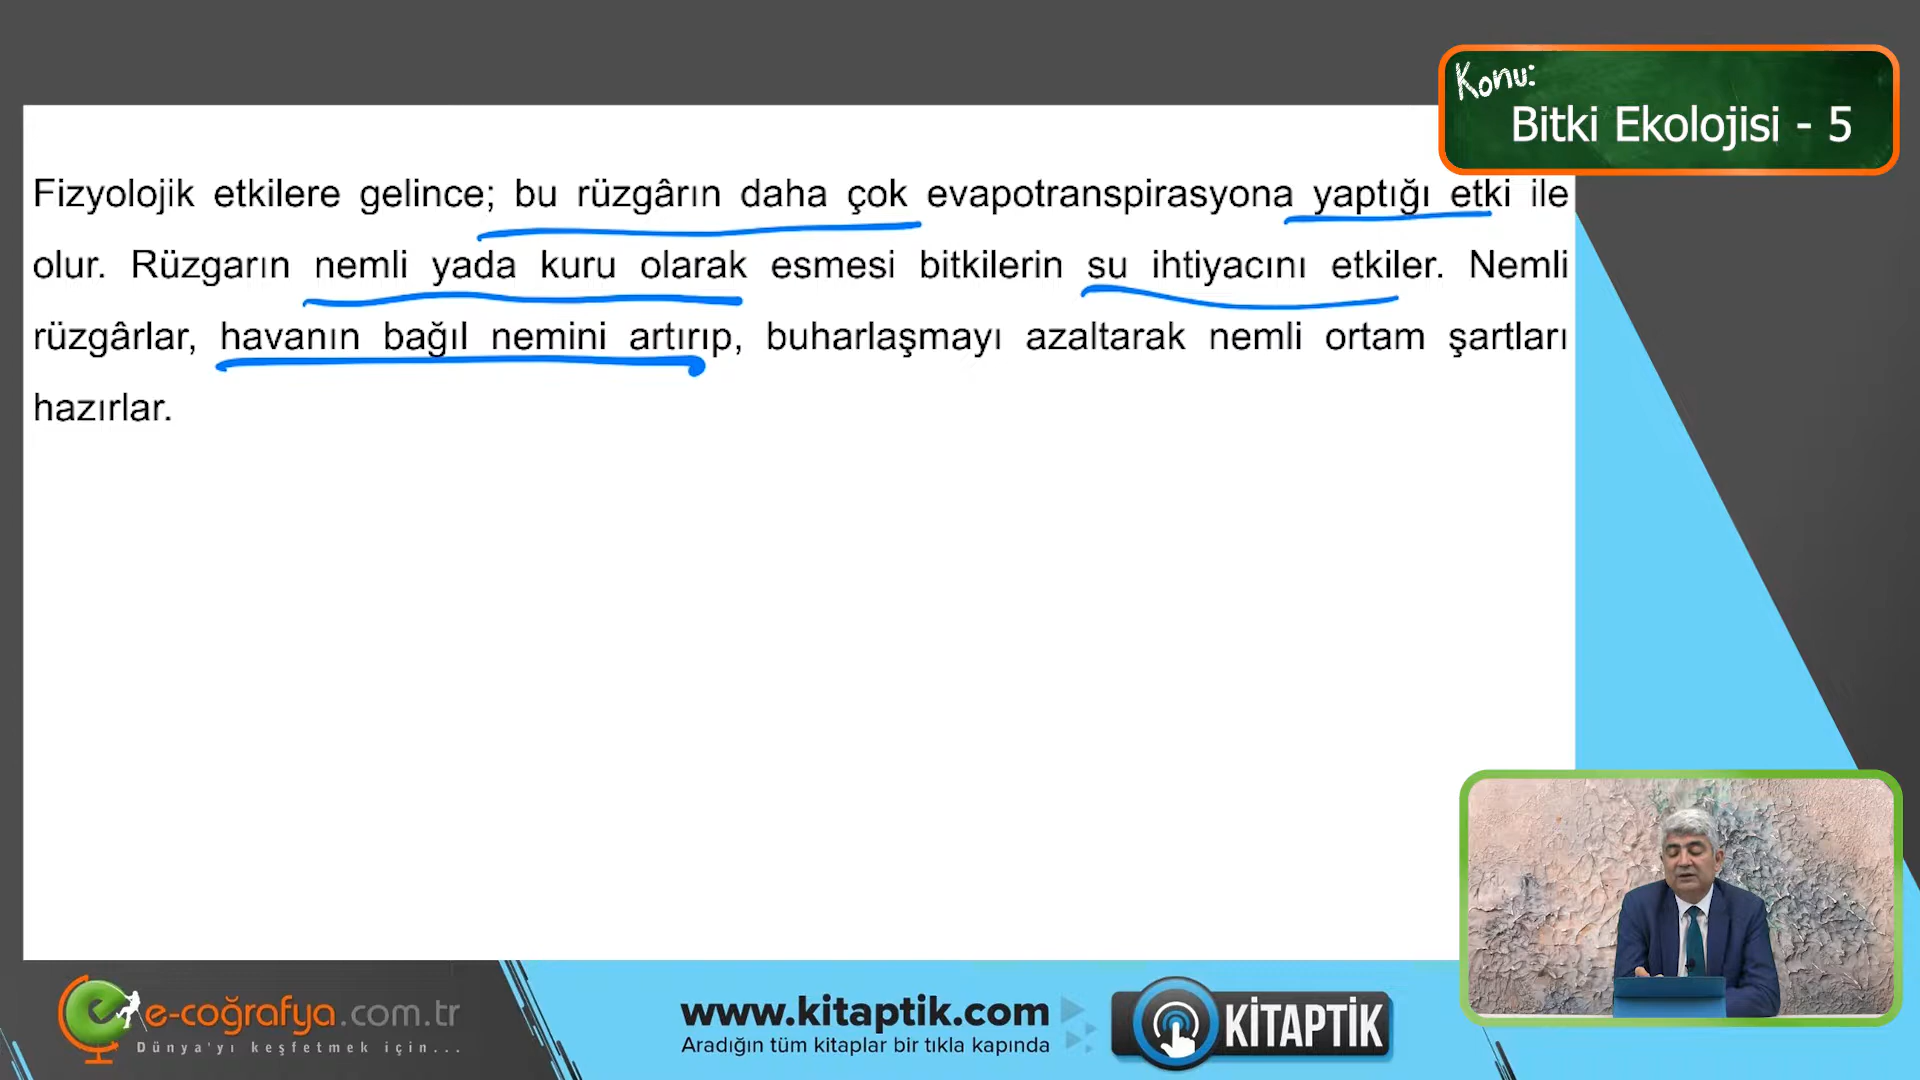 Konu:
Bitki Ekolojisi - 5
Fizyolojik etkilere gelince; bu rüzgârın daha çok evapotranspirasyona yaptığı etki ile
olur. Rüzgarın nemli yada kuru olarak esmesi bitkilerin su ihtiyacını etkiler. Nemli
rüzgârlar, havanın bağıl nemini artırıp, buharlaşmayı azaltarak nemli ortam şartları
hazırlar.
e-coğrafya.com.tr
Dünya'yı keşfetmek için...
www.kitaptik.com
Aradığın tüm kitaplar bir tıkla kapında
KİTAPTİK